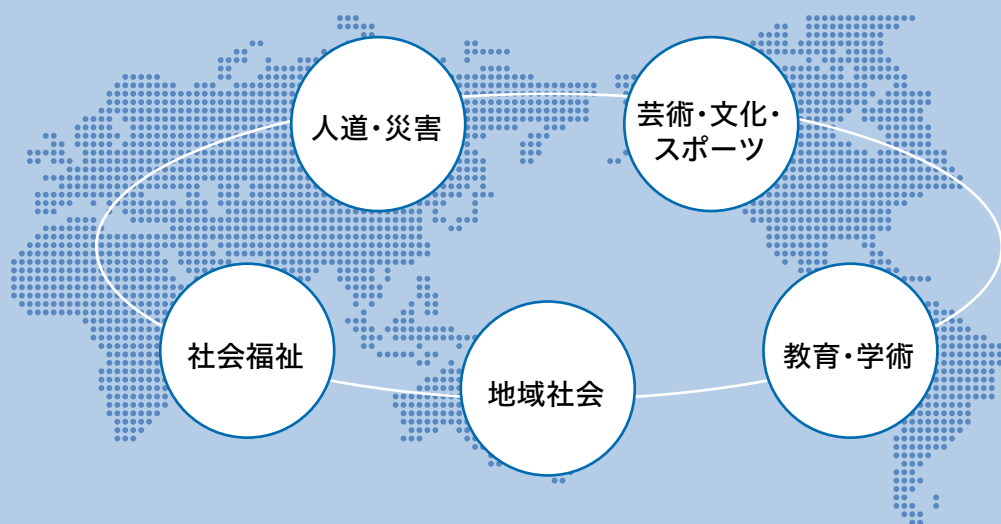 人道・災害
芸術・文化・
スポーツ
社会福祉
地域社会
教育・学術